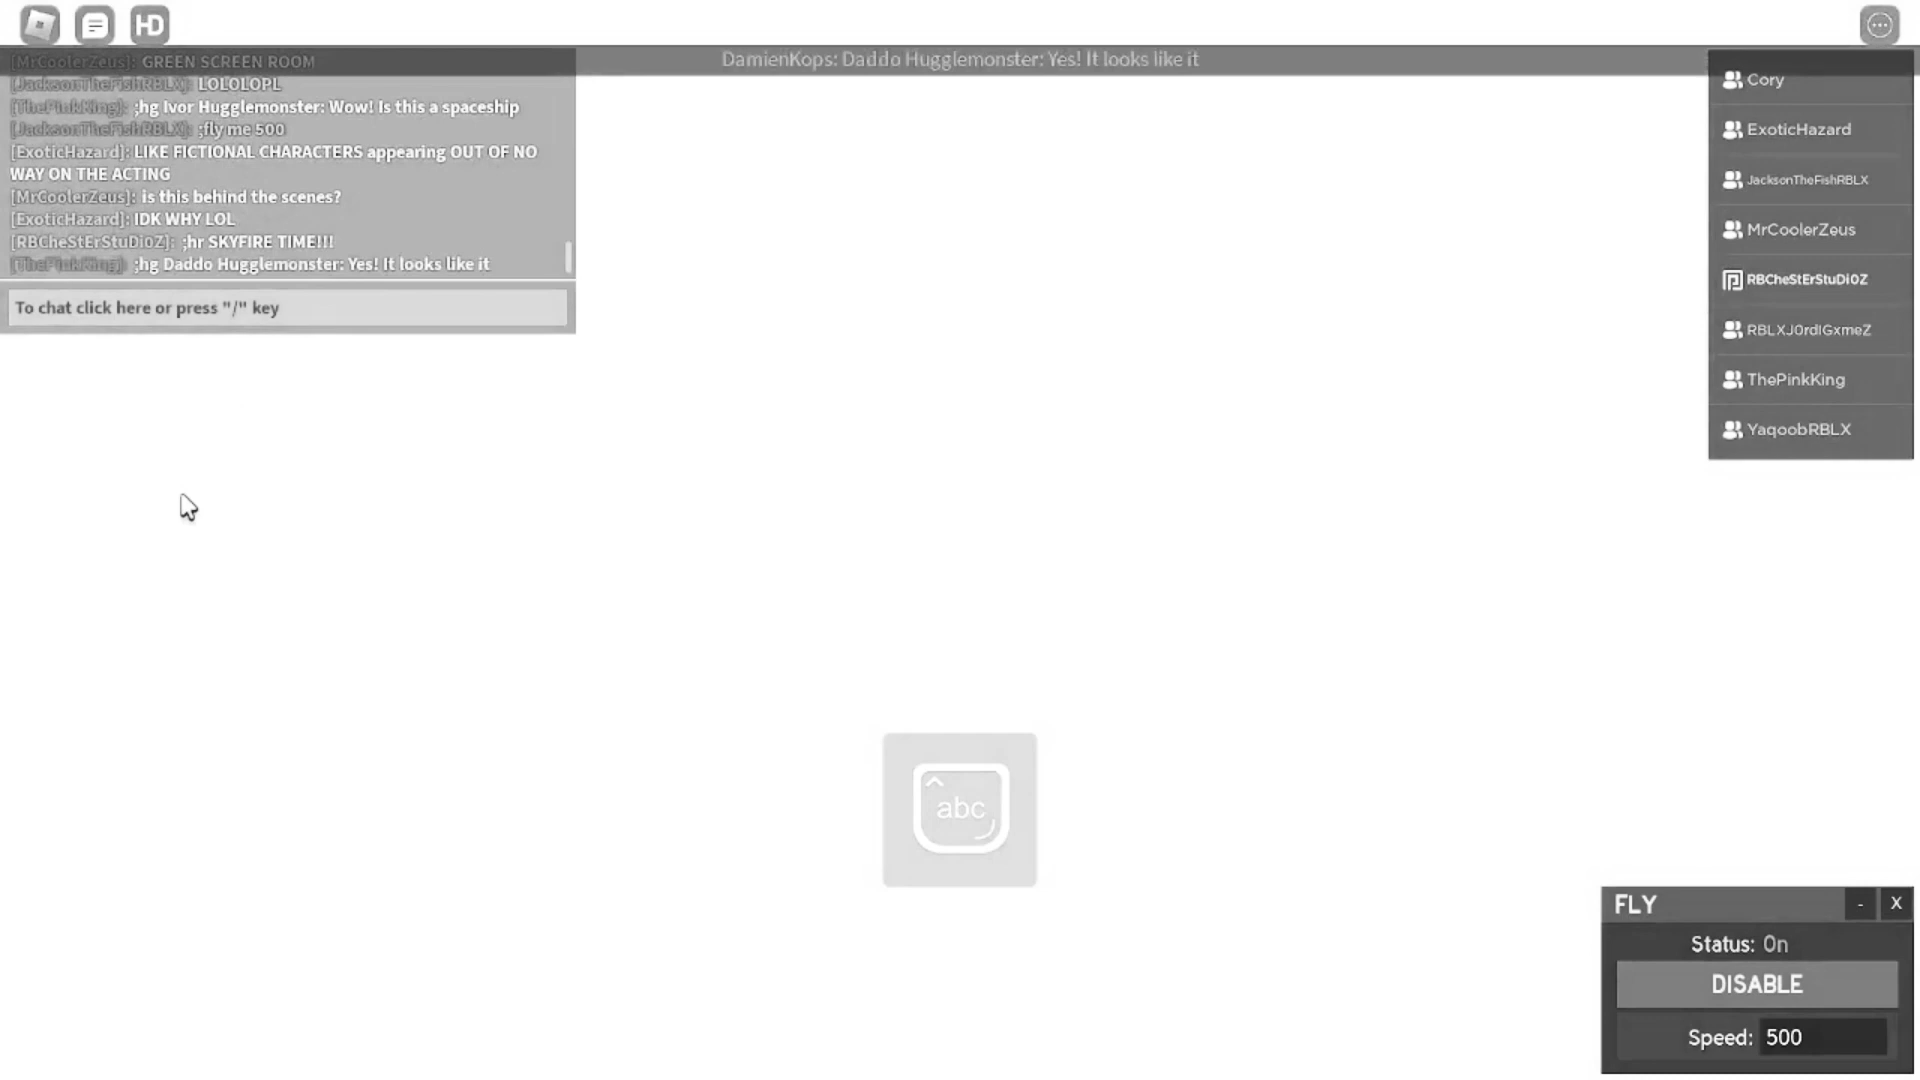 HD
DamienKops: Daddo Hugglemonster: Yes! It looks like it
[MrCoolerZeus]: GREEN SCREEN ROOM
[JacksonTheFishRBLX]: LOLOLOPL
[ThePinkKing]: ;hg Ivor Hugglemonster: Wow! Is this a spaceship
[JacksonTheFishRBLX]: ;fly me 500
[ExoticHazard]: LIKE FICTIONAL CHARACTERS appearing OUT OF NO
WAY ON THE ACTING
[MrCoolerZeus]: is this behind the scenes?
[ExoticHazard]: IDK WHY LOL
[RBCheStErStuDi0Z]: ;hr SKYFIRE TIME!!!
[ThePinkKing]: ;hg Daddo Hugglemonster: Yes! It looks like it
To chat click here or press "/" key
Cory
ExoticHazard
JacksonTheFishRBLX
MrCoolerZeus
RBCheStErStuDi0Z
RBLXJ0rdIGxmeZ
ThePinkKing
YaqoobRBLX
abc
FLY - X
Status: On
DISABLE
Speed: 500